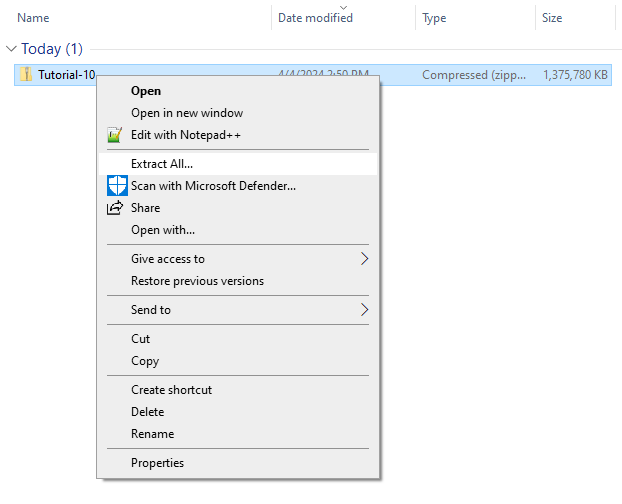 Name Date modified Type Size
Today (1)
Tutorial-10 4/4/2024 2:50 PM Compressed (zipp... 1,375,780 KB
Open
Open in new window
Edit with Notepad++
Extract All...
Scan with Microsoft Defender...
Share
Open with...
Give access to
Restore previous versions
Send to
Cut
Copy
Create shortcut
Delete
Rename
Properties